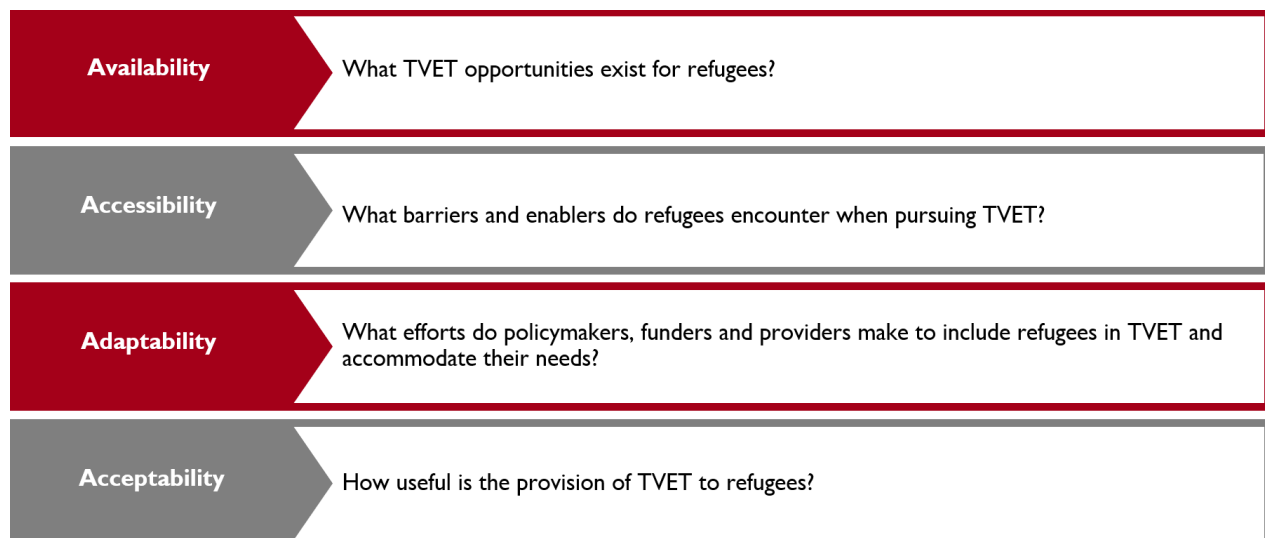 Availability
What TVET opportunities exist for refugees?
Accessibility
What barriers and enablers do refugees encounter when pursuing TVET?
Adaptability
What efforts do policymakers, funders and providers make to include refugees in TVET and
accommodate their needs?
Acceptability
How useful is the provision of TVET to refugees?